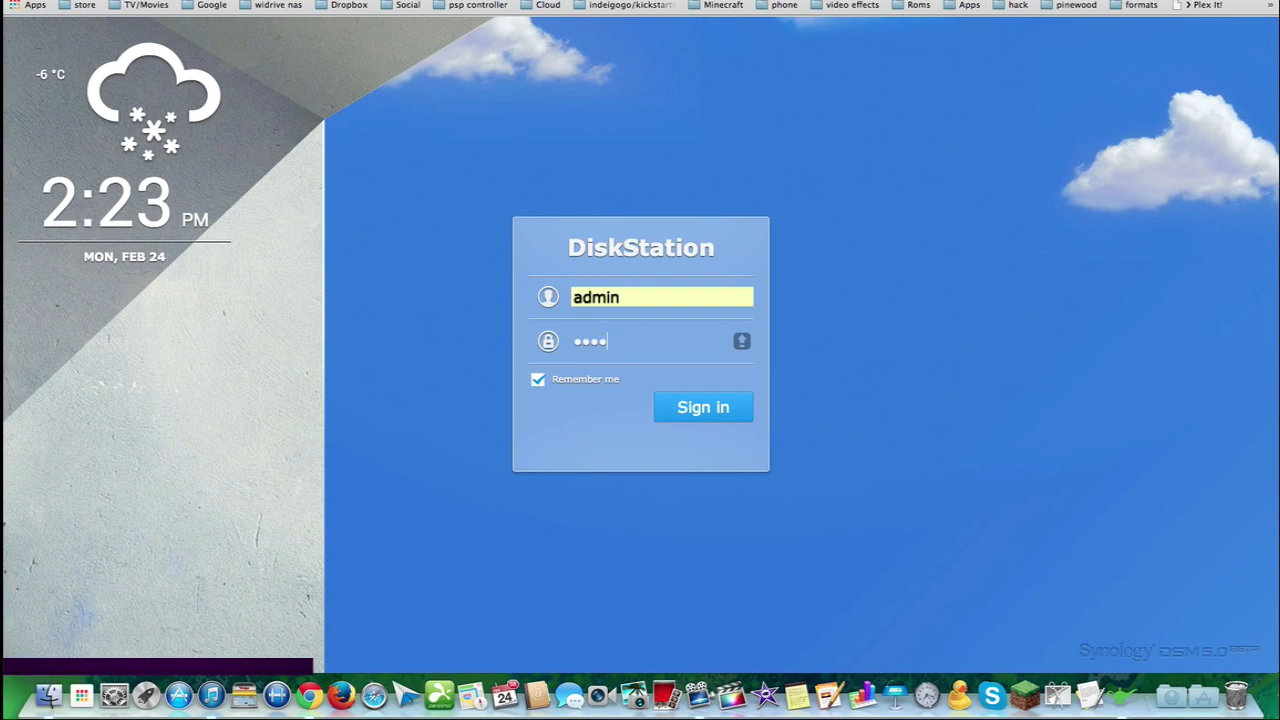 Apps store TV/Movies Google widrive nas Dropbox Social psp controller Cloud indeigogo/kickstart Minecraft phone video effects Roms Apps hack pinewood formats > Plex It! »
-6 °C
2:23 PM
MON, FEB 24
DiskStation
admin
••••
Remember me
Sign in
Synology DSM 5.0 BETA
24